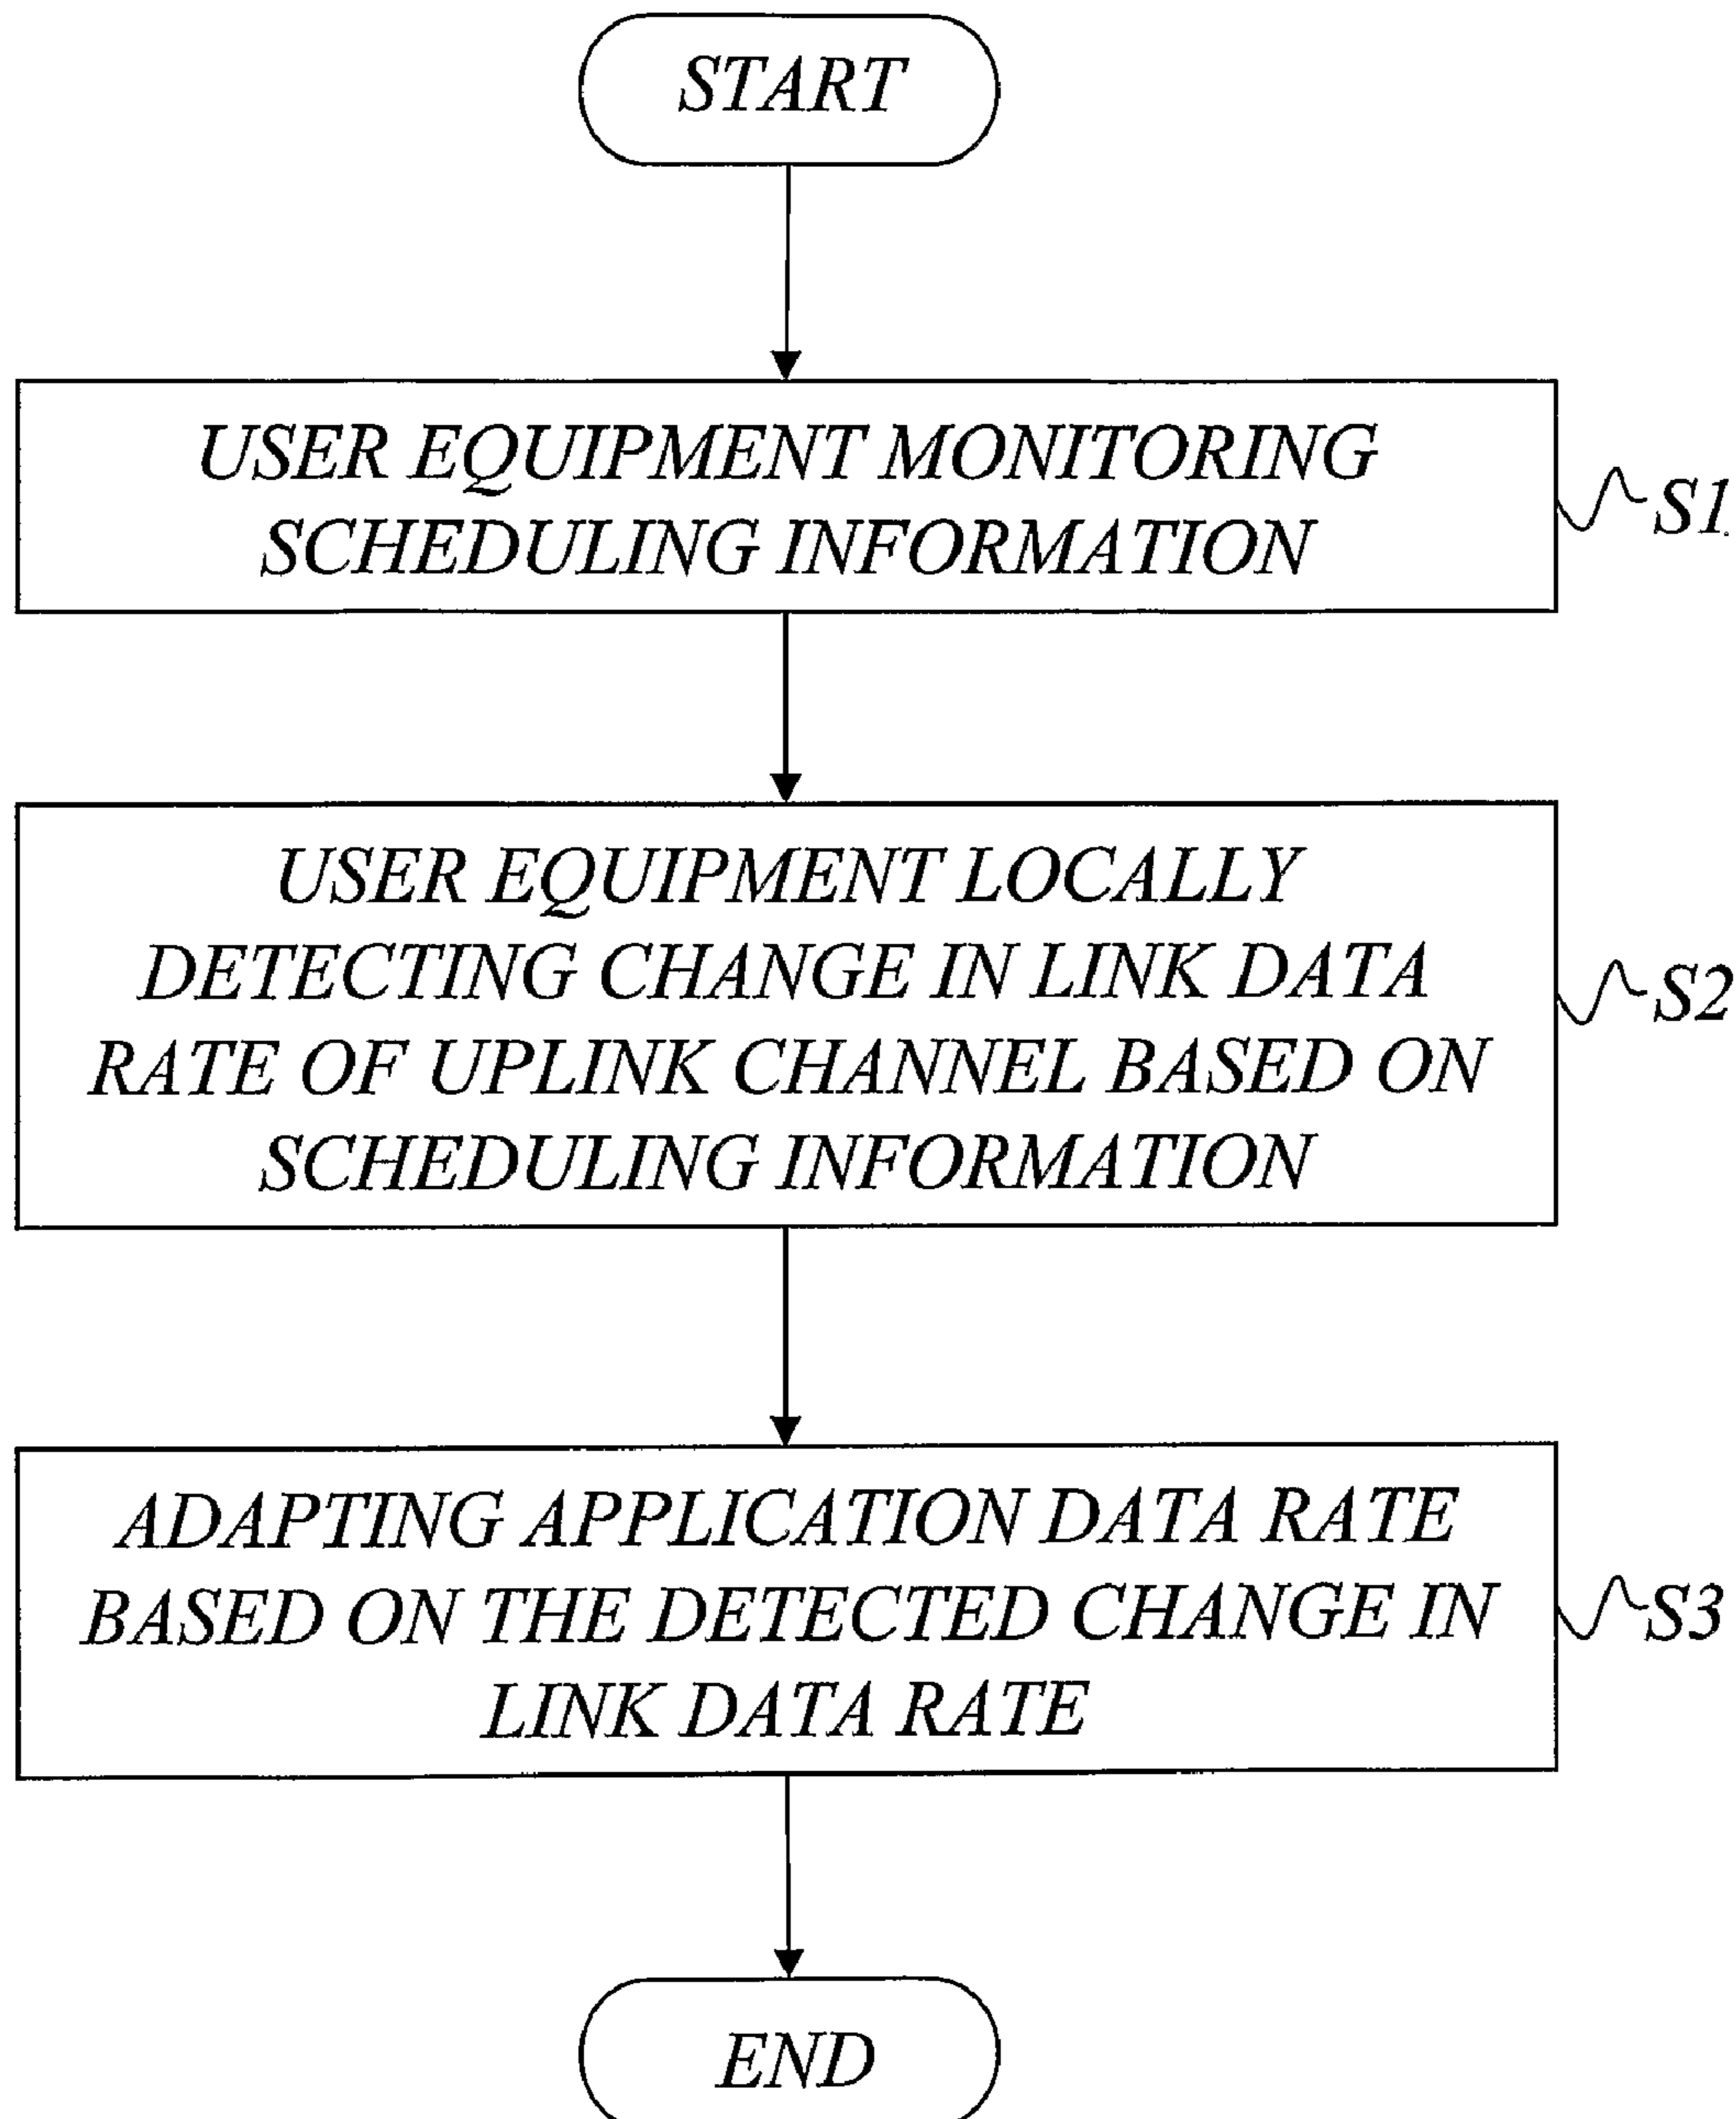 START
USER EQUIPMENT MONITORING
SCHEDULING INFORMATION
S1
USER EQUIPMENT LOCALLY
DETECTING CHANGE IN LINK DATA
RATE OF UPLINK CHANNEL BASED ON
SCHEDULING INFORMATION
S2
ADAPTING APPLICATION DATA RATE
BASED ON THE DETECTED CHANGE IN
LINK DATA RATE
S3
END